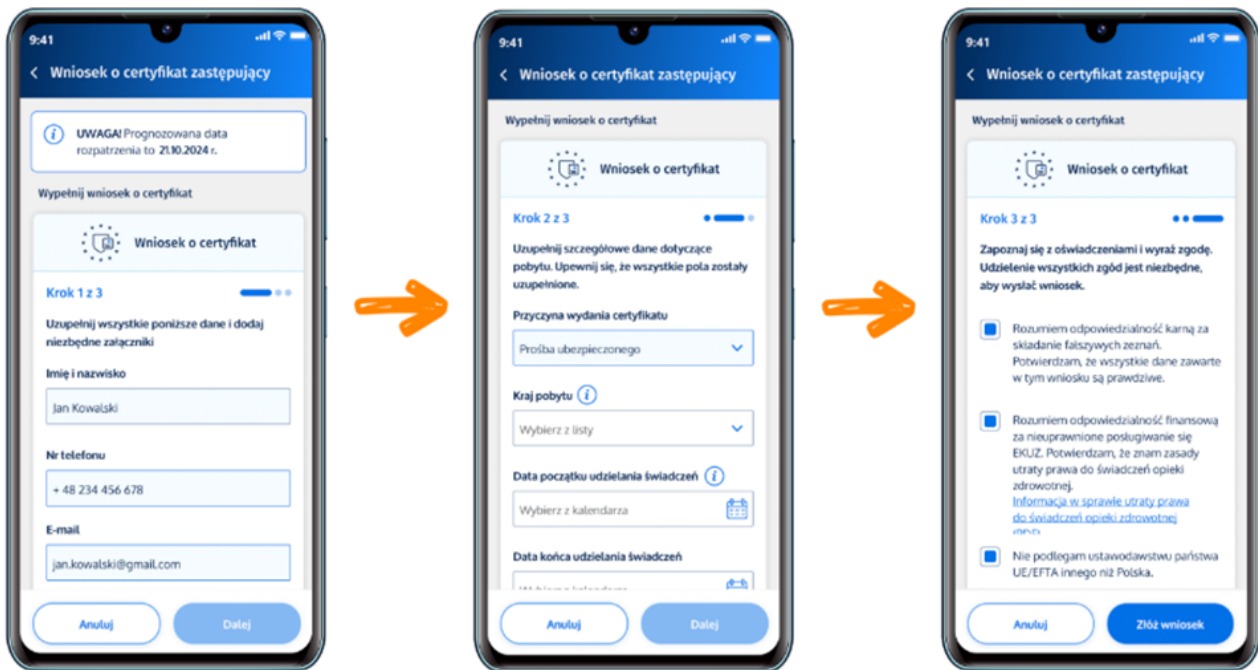 9:41
Wniosek o certyfikat zastępujący
UWAGA! Prognozowana data
rozpatrzenia to 21.10.2024 r.
Wypełnij wniosek o certyfikat
Wniosek o certyfikat
Krok 1 z 3
Uzupełnij wszystkie poniższe dane i dodaj
niezbędne załączniki
Imię i nazwisko
Jan Kowalski
Nr telefonu
+ 48 234 456 678
E-mail
jan.kowalski@gmail.com
Anuluj
Dalej
9:41
Wniosek o certyfikat zastępujący
Wypełnij wniosek o certyfikat
Wniosek o certyfikat
Krok 2 z 3
Uzupełnij szczegółowe dane dotyczące
pobytu. Upewnij się, że wszystkie pola zostały
uzupełnione.
Przyczyna wydania certyfikatu
Prośba ubezpieczonego
Kraj pobytu
Wybierz z listy
Data początku udzielania świadczeń
Wybierz z kalendarza
Data końca udzielania świadczeń
Anuluj
Dalej
9:41
Wniosek o certyfikat zastępujący
Wypełnij wniosek o certyfikat
Wniosek o certyfikat
Krok 3 z 3
Zapoznaj się z oświadczeniami i wyraź zgodę.
Udzielenie wszystkich zgód jest niezbędne,
aby wysłać wniosek.
Rozumiem odpowiedzialność karną za
składanie fałszywych zeznań.
Potwierdzam, że wszystkie dane zawarte
w tym wniosku są prawdziwe.
Rozumiem odpowiedzialność finansową
za nieuprawnione posługiwanie się
EKUZ. Potwierdzam, że znam zasady
utraty prawa do świadczeń opieki
zdrowotnej.
Informacja w sprawie utraty prawa
do świadczeń opieki zdrowotnej
Nie podlegam ustawodawstwu państwa
UE/EFTA innego niż Polska.
Anuluj
Złóż wniosek